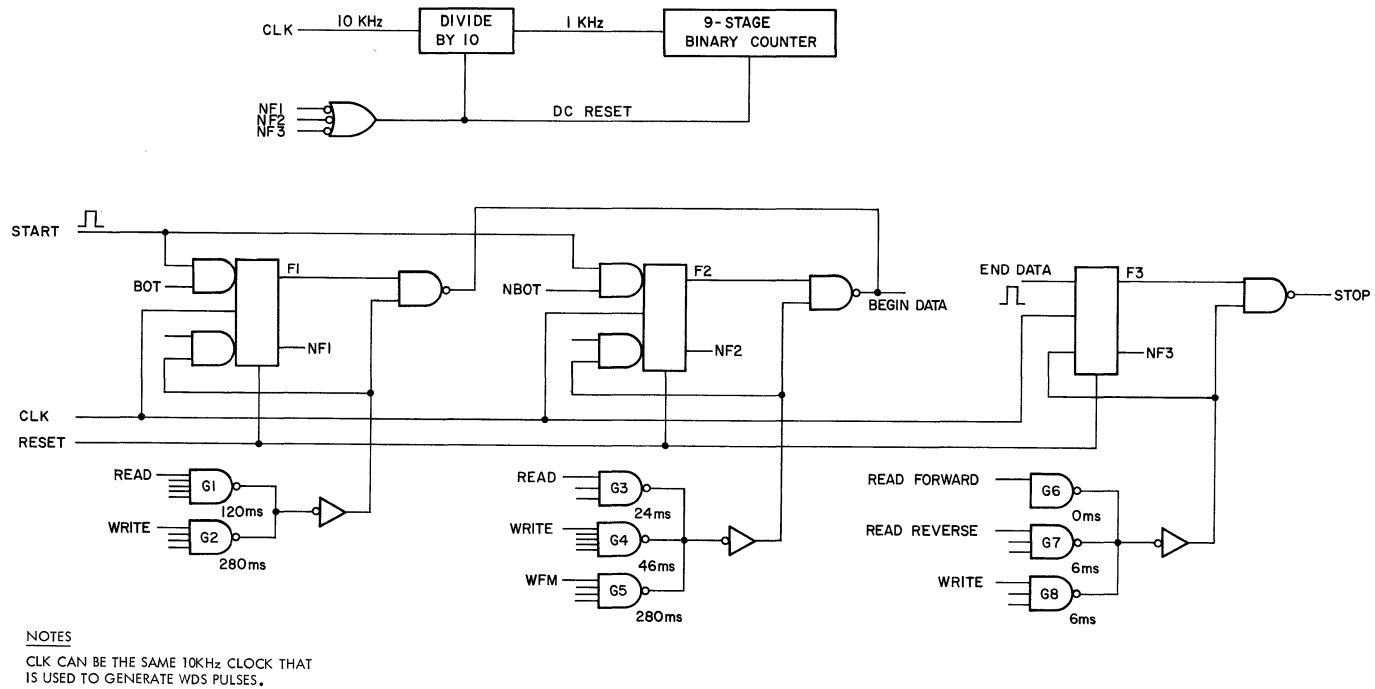 CLK
10 KHz
DIVIDE
BY 10
1 KHz
9-STAGE
BINARY COUNTER
NF1
NF2
NF3
DC RESET
START
BOT
F1
NF1
NBOT
F2
NF2
BEGIN DATA
END DATA
F3
NF3
STOP
CLK
RESET
READ
G1
120ms
WRITE
G2
280ms
READ
G3
24ms
WRITE
G4
46ms
WFM
G5
280ms
READ FORWARD
G6
0ms
READ REVERSE
G7
6ms
WRITE
G8
6ms
NOTES
CLK CAN BE THE SAME 10KHz CLOCK THAT
IS USED TO GENERATE WDS PULSES.